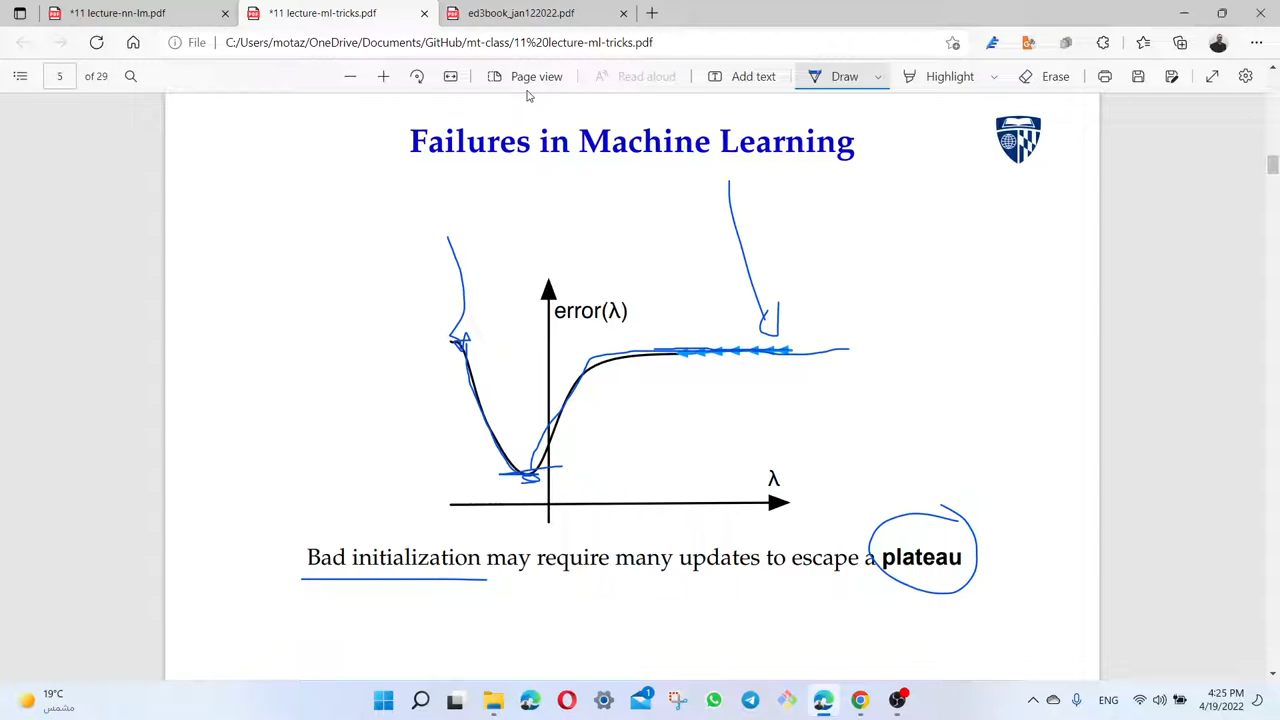 *11 lecture-nn-lm.pdf
*11 lecture-ml-tricks.pdf
ed3book_jan122022.pdf
File
C:/Users/motaz/OneDrive/Documents/GitHub/mt-class/11%20lecture-ml-tricks.pdf
5 of 29
Page view
Read aloud
Add text
Draw
Highlight
Erase
Failures in Machine Learning
error(λ)
λ
Bad initialization may require many updates to escape a plateau
19°C
مشمس
1
ENG
4:25 PM
4/19/2022